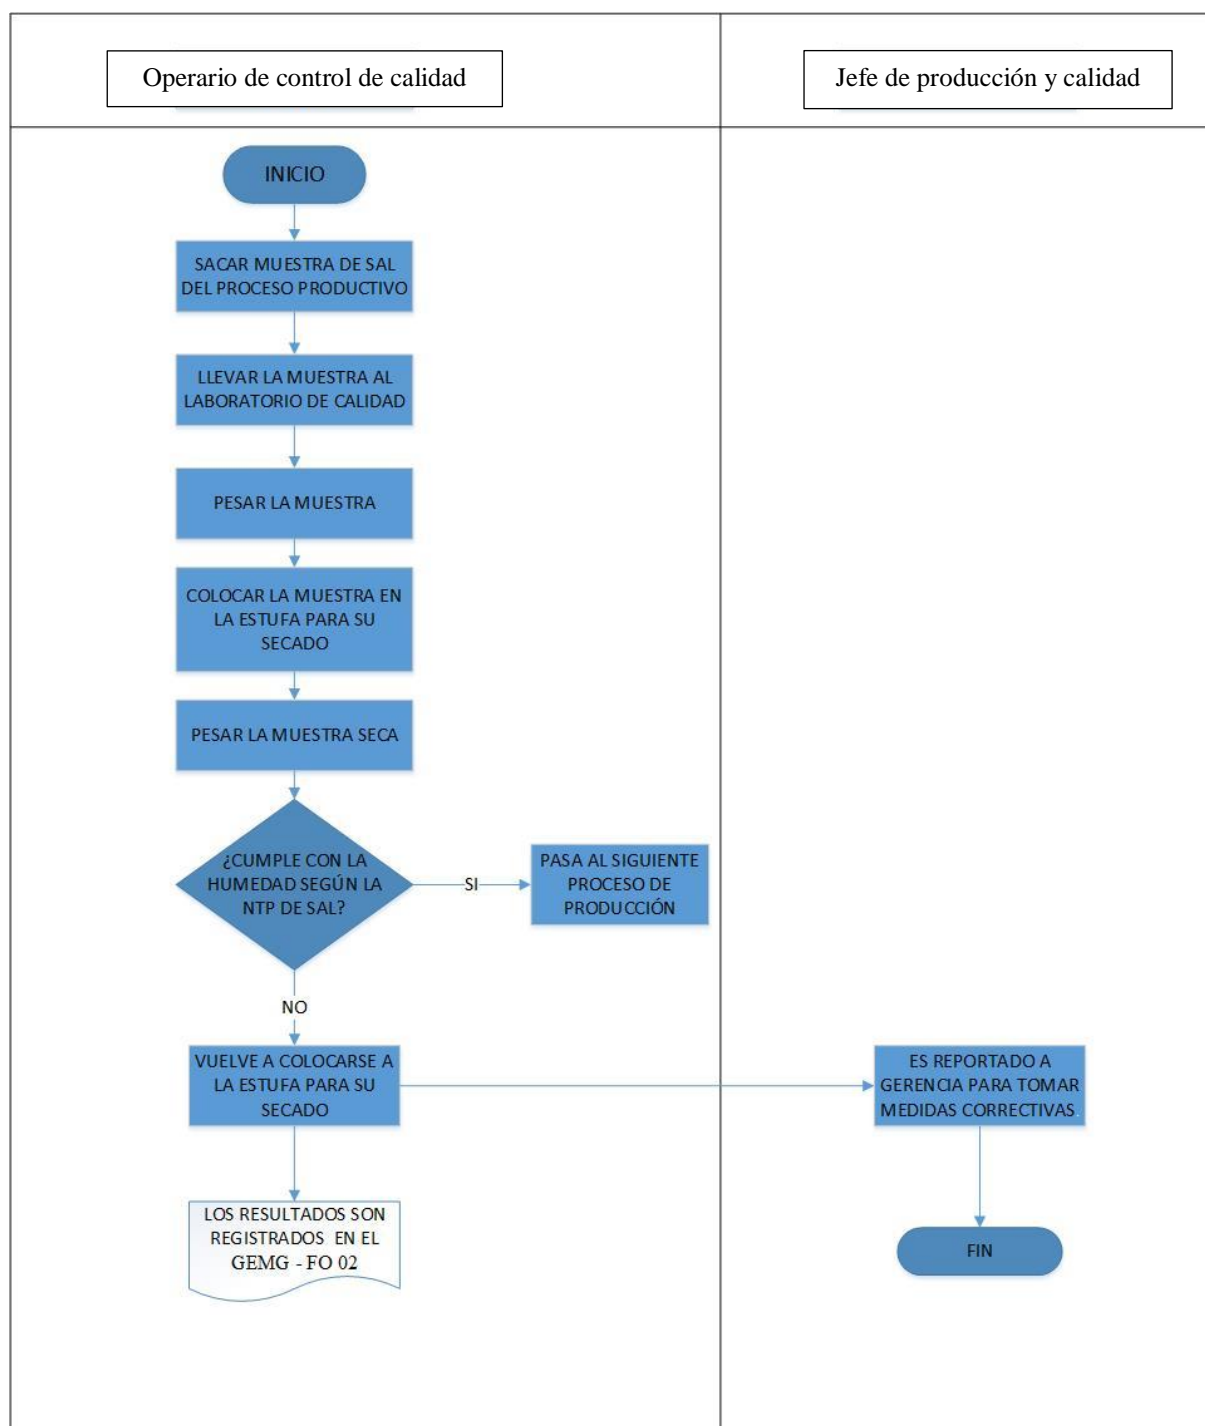 Operario de control de calidad
Jefe de producción y calidad
INICIO
SACAR MUESTRA DE SAL
DEL PROCESO PRODUCTIVO
LLEVAR LA MUESTRA AL
LABORATORIO DE CALIDAD
PESAR LA MUESTRA
COLOCAR LA MUESTRA EN
LA ESTUFA PARA SU
SECADO
PESAR LA MUESTRA SECA
¿CUMPLE CON LA
HUMEDAD SEGÚN LA
NTP DE SAL?
SI
PASA AL SIGUIENTE
PROCESO DE
PRODUCCIÓN
NO
VUELVE A COLOCARSE A
LA ESTUFA PARA SU
SECADO
ES REPORTADO A
GERENCIA PARA TOMAR
MEDIDAS CORRECTIVAS.
LOS RESULTADOS SON
REGISTRADOS EN EL
GEMG - FO 02
FIN